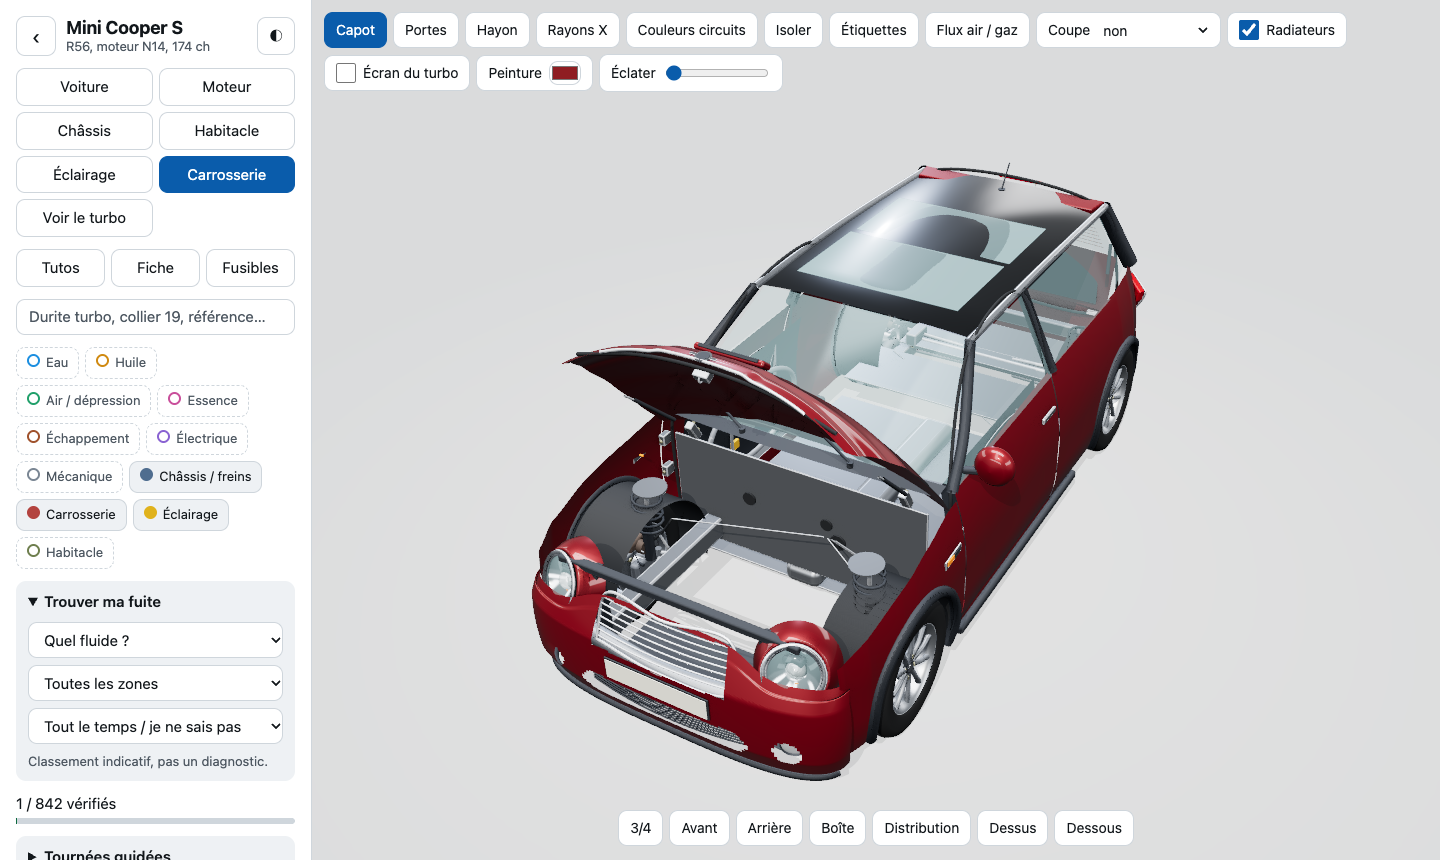 Mini Cooper S
R56, moteur N14, 174 ch
Voiture
Moteur
Châssis
Habitacle
Éclairage
Carrosserie
Voir le turbo
Tutos
Fiche
Fusibles
Durite turbo, collier 19, référence...
Eau
Huile
Air / dépression
Essence
Échappement
Électrique
Mécanique
Châssis / freins
Carrosserie
Éclairage
Habitacle
Trouver ma fuite
Quel fluide ?
Toutes les zones
Tout le temps / je ne sais pas
Classement indicatif, pas un diagnostic.
1 / 842 vérifiés
Tournées guidées
Capot
Portes
Hayon
Rayons X
Couleurs circuits
Isoler
Étiquettes
Flux air / gaz
Coupe non
Radiateurs
Écran du turbo
Peinture
Éclater
3/4
Avant
Arrière
Boîte
Distribution
Dessus
Dessous